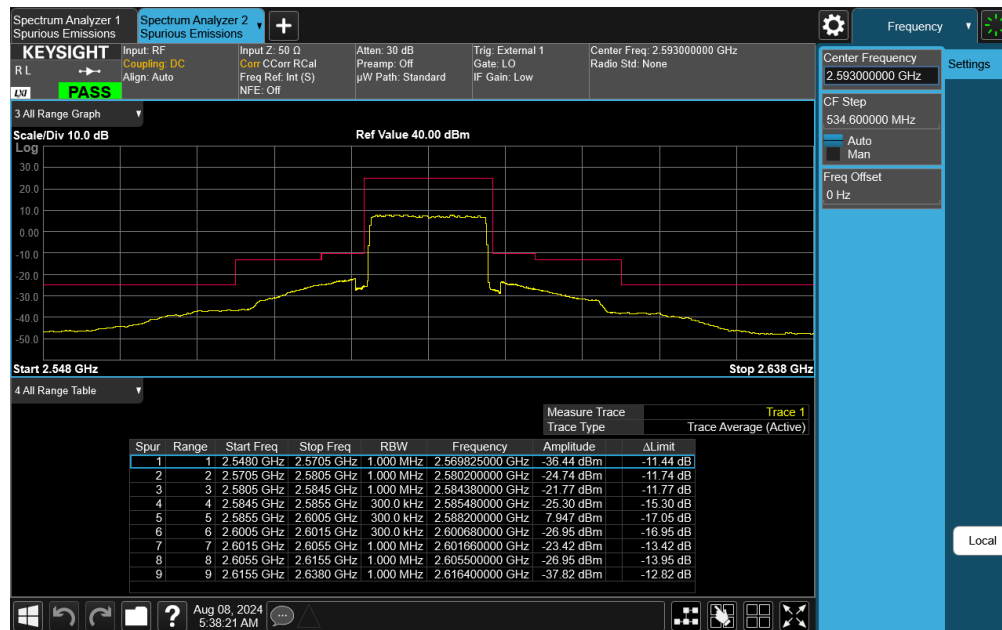 Spectrum Analyzer 1
Spurious Emissions
Spectrum Analyzer 2
Spurious Emissions
Frequency
KEYSIGHT
R L
LXI
PASS
Input: RF
Coupling: DC
Align: Auto
Input Z: 50 Ω
Corr CCorr RCal
Freq Ref: Int (S)
NFE: Off
Atten: 30 dB
Preamp: Off
µW Path: Standard
Trig: External 1
Gate: LO
IF Gain: Low
Center Freq: 2.593000000 GHz
Radio Std: None
Center Frequency
2.593000000 GHz
Settings
CF Step
534.600000 MHz
Auto
Man
Freq Offset
0 Hz
Local
3 All Range Graph
Scale/Div 10.0 dB
Ref Value 40.00 dBm
Log
30.0
20.0
10.0
0.00
-10.0
-20.0
-30.0
-40.0
-50.0
Start 2.548 GHz
Stop 2.638 GHz
4 All Range Table
Measure Trace Trace 1
Trace Type Trace Average (Active)
Spur Range Start Freq Stop Freq RBW Frequency Amplitude ΔLimit
1 1 2.5480 GHz 2.5705 GHz 1.000 MHz 2.569825000 GHz -36.44 dBm -11.44 dB
2 2 2.5705 GHz 2.5805 GHz 1.000 MHz 2.580200000 GHz -24.74 dBm -11.74 dB
3 3 2.5805 GHz 2.5845 GHz 1.000 MHz 2.584380000 GHz -21.77 dBm -11.77 dB
4 4 2.5845 GHz 2.5855 GHz 300.0 kHz 2.585480000 GHz -25.30 dBm -15.30 dB
5 5 2.5855 GHz 2.6005 GHz 300.0 kHz 2.588200000 GHz 7.947 dBm -17.05 dB
6 6 2.6005 GHz 2.6015 GHz 300.0 kHz 2.600680000 GHz -26.95 dBm -16.95 dB
7 7 2.6015 GHz 2.6055 GHz 1.000 MHz 2.601660000 GHz -23.42 dBm -13.42 dB
8 8 2.6055 GHz 2.6155 GHz 1.000 MHz 2.605500000 GHz -26.95 dBm -13.95 dB
9 9 2.6155 GHz 2.6380 GHz 1.000 MHz 2.616400000 GHz -37.82 dBm -12.82 dB
Aug 08, 2024
5:38:21 AM